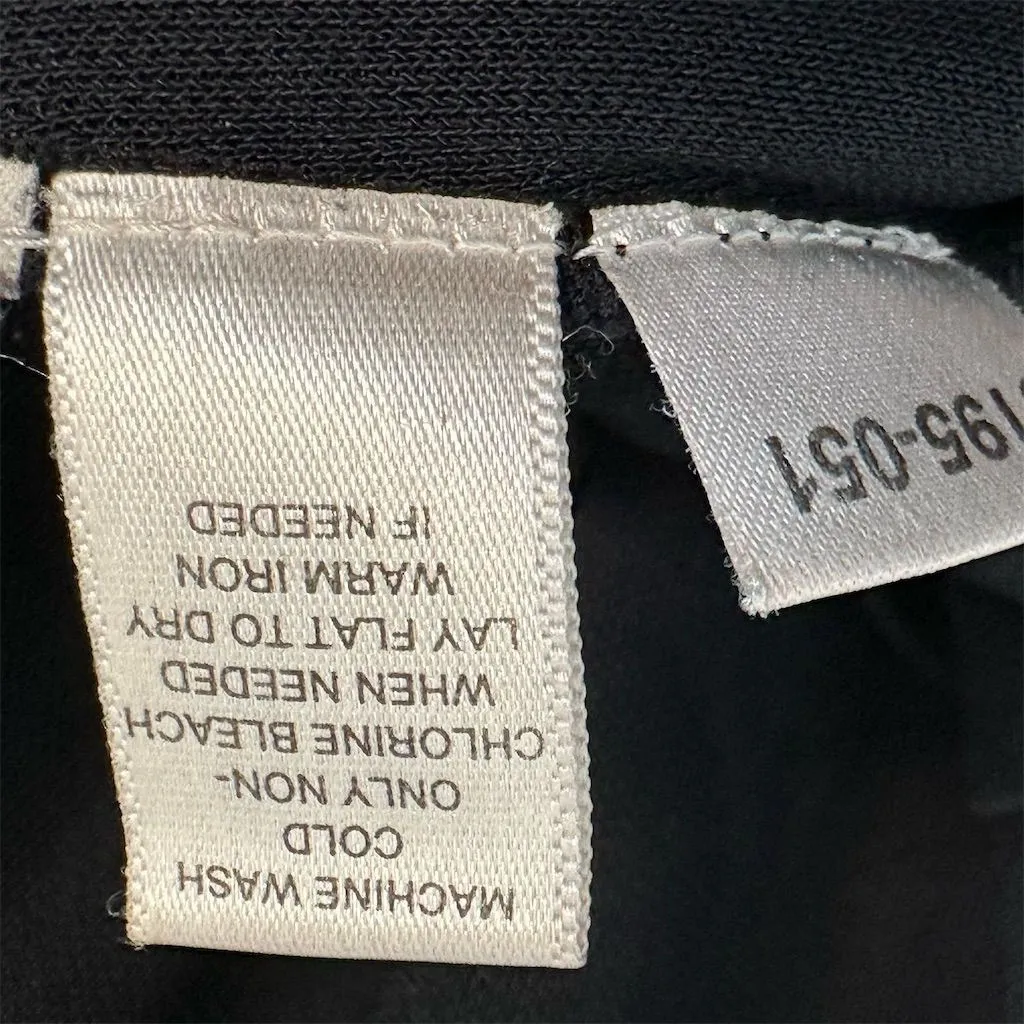 MACHINE WASH
COLD
ONLY NON-
CHLORINE BLEACH
WHEN NEEDED
LAY FLAT TO DRY
WARM IRON
IF NEEDED
195-051